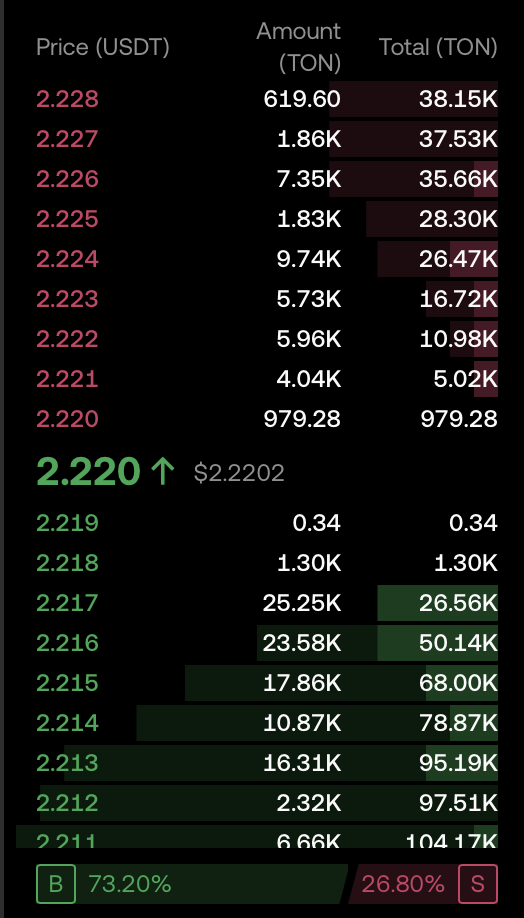 Price (USDT) Amount (TON) Total (TON)
2.228 619.60 38.15K
2.227 1.86K 37.53K
2.226 7.35K 35.66K
2.225 1.83K 28.30K
2.224 9.74K 26.47K
2.223 5.73K 16.72K
2.222 5.96K 10.98K
2.221 4.04K 5.02K
2.220 979.28 979.28
2.220↑ $2.2202
2.219 0.34 0.34
2.218 1.30K 1.30K
2.217 25.25K 26.56K
2.216 23.58K 50.14K
2.215 17.86K 68.00K
2.214 10.87K 78.87K
2.213 16.31K 95.19K
2.212 2.32K 97.51K
2.211 6.66K 104.17K
B 73.20% 26.80% S